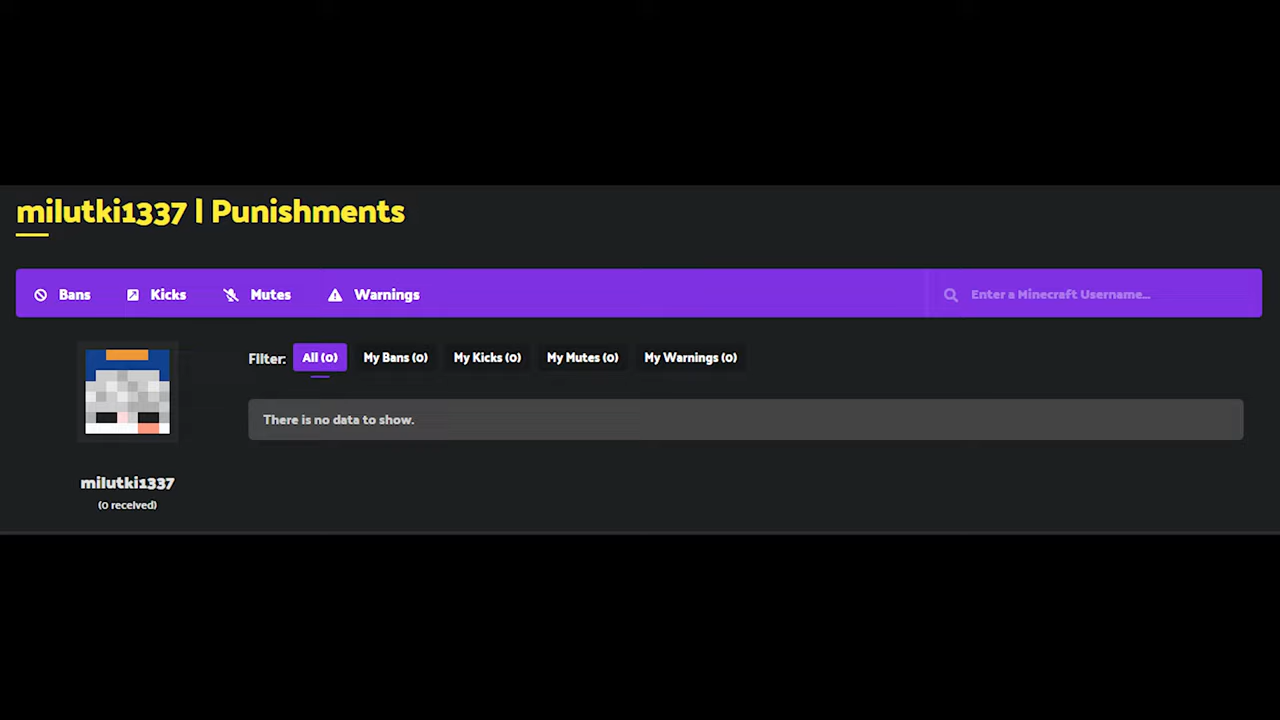 milutki1337 | Punishments
Bans Kicks Mutes Warnings Enter a Minecraft Username...
Filter: All (0) My Bans (0) My Kicks (0) My Mutes (0) My Warnings (0)
There is no data to show.
milutki1337
(0 received)